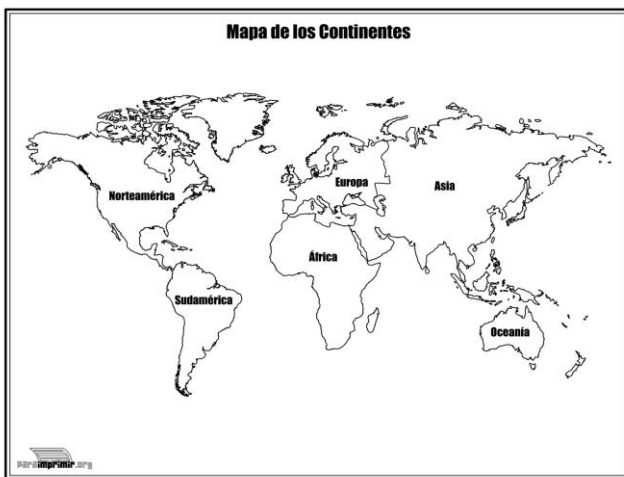 Mapa de los Continentes
Norteamérica
Europa
Asia
África
Sudamérica
Oceanía
paraimprimir.org